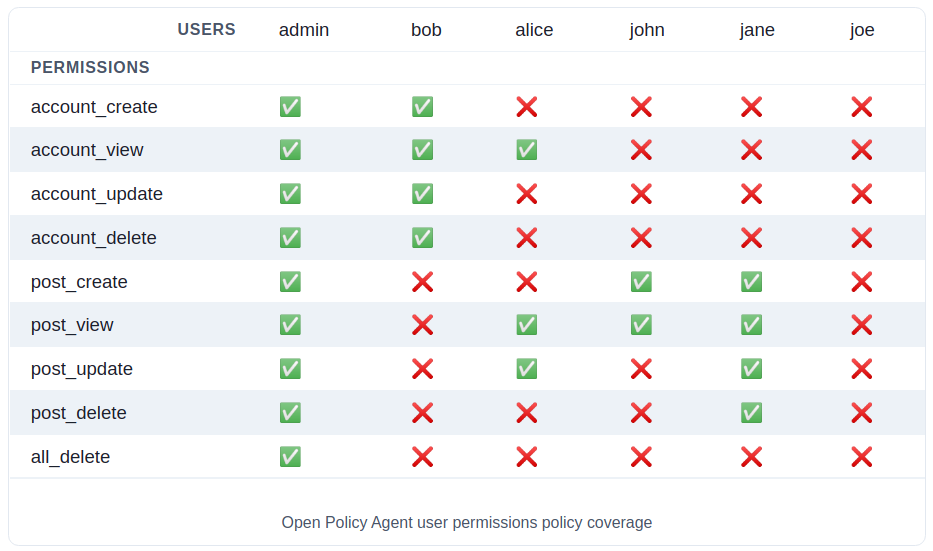 USERS admin bob alice john jane joe
PERMISSIONS
account_create ✅ ✅ ❌ ❌ ❌ ❌
account_view ✅ ✅ ✅ ❌ ❌ ❌
account_update ✅ ✅ ❌ ❌ ❌ ❌
account_delete ✅ ✅ ❌ ❌ ❌ ❌
post_create ✅ ❌ ❌ ✅ ✅ ❌
post_view ✅ ❌ ✅ ✅ ✅ ❌
post_update ✅ ❌ ✅ ❌ ✅ ❌
post_delete ✅ ❌ ❌ ❌ ✅ ❌
all_delete ✅ ❌ ❌ ❌ ❌ ❌
Open Policy Agent user permissions policy coverage